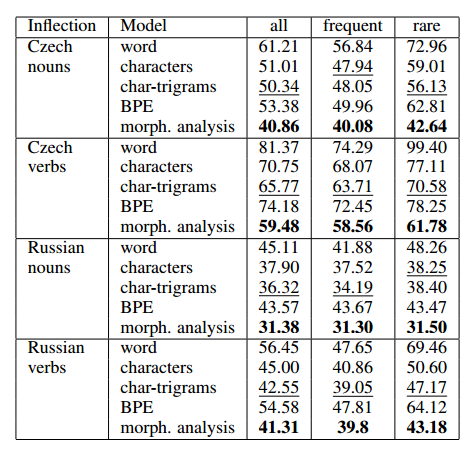 Inflection Model all frequent rare
Czech word 61.21 56.84 72.96
nouns characters 51.01 47.94 59.01
char-trigrams 50.34 48.05 56.13
BPE 53.38 49.96 62.81
morph. analysis 40.86 40.08 42.64
Czech word 81.37 74.29 99.40
verbs characters 70.75 68.07 77.11
char-trigrams 65.77 63.71 70.58
BPE 74.18 72.45 78.25
morph. analysis 59.48 58.56 61.78
Russian word 45.11 41.88 48.26
nouns characters 37.90 37.52 38.25
char-trigrams 36.32 34.19 38.40
BPE 43.57 43.67 43.47
morph. analysis 31.38 31.30 31.50
Russian word 56.45 47.65 69.46
verbs characters 45.00 40.86 50.60
char-trigrams 42.55 39.05 47.17
BPE 54.58 47.81 64.12
morph. analysis 41.31 39.8 43.18